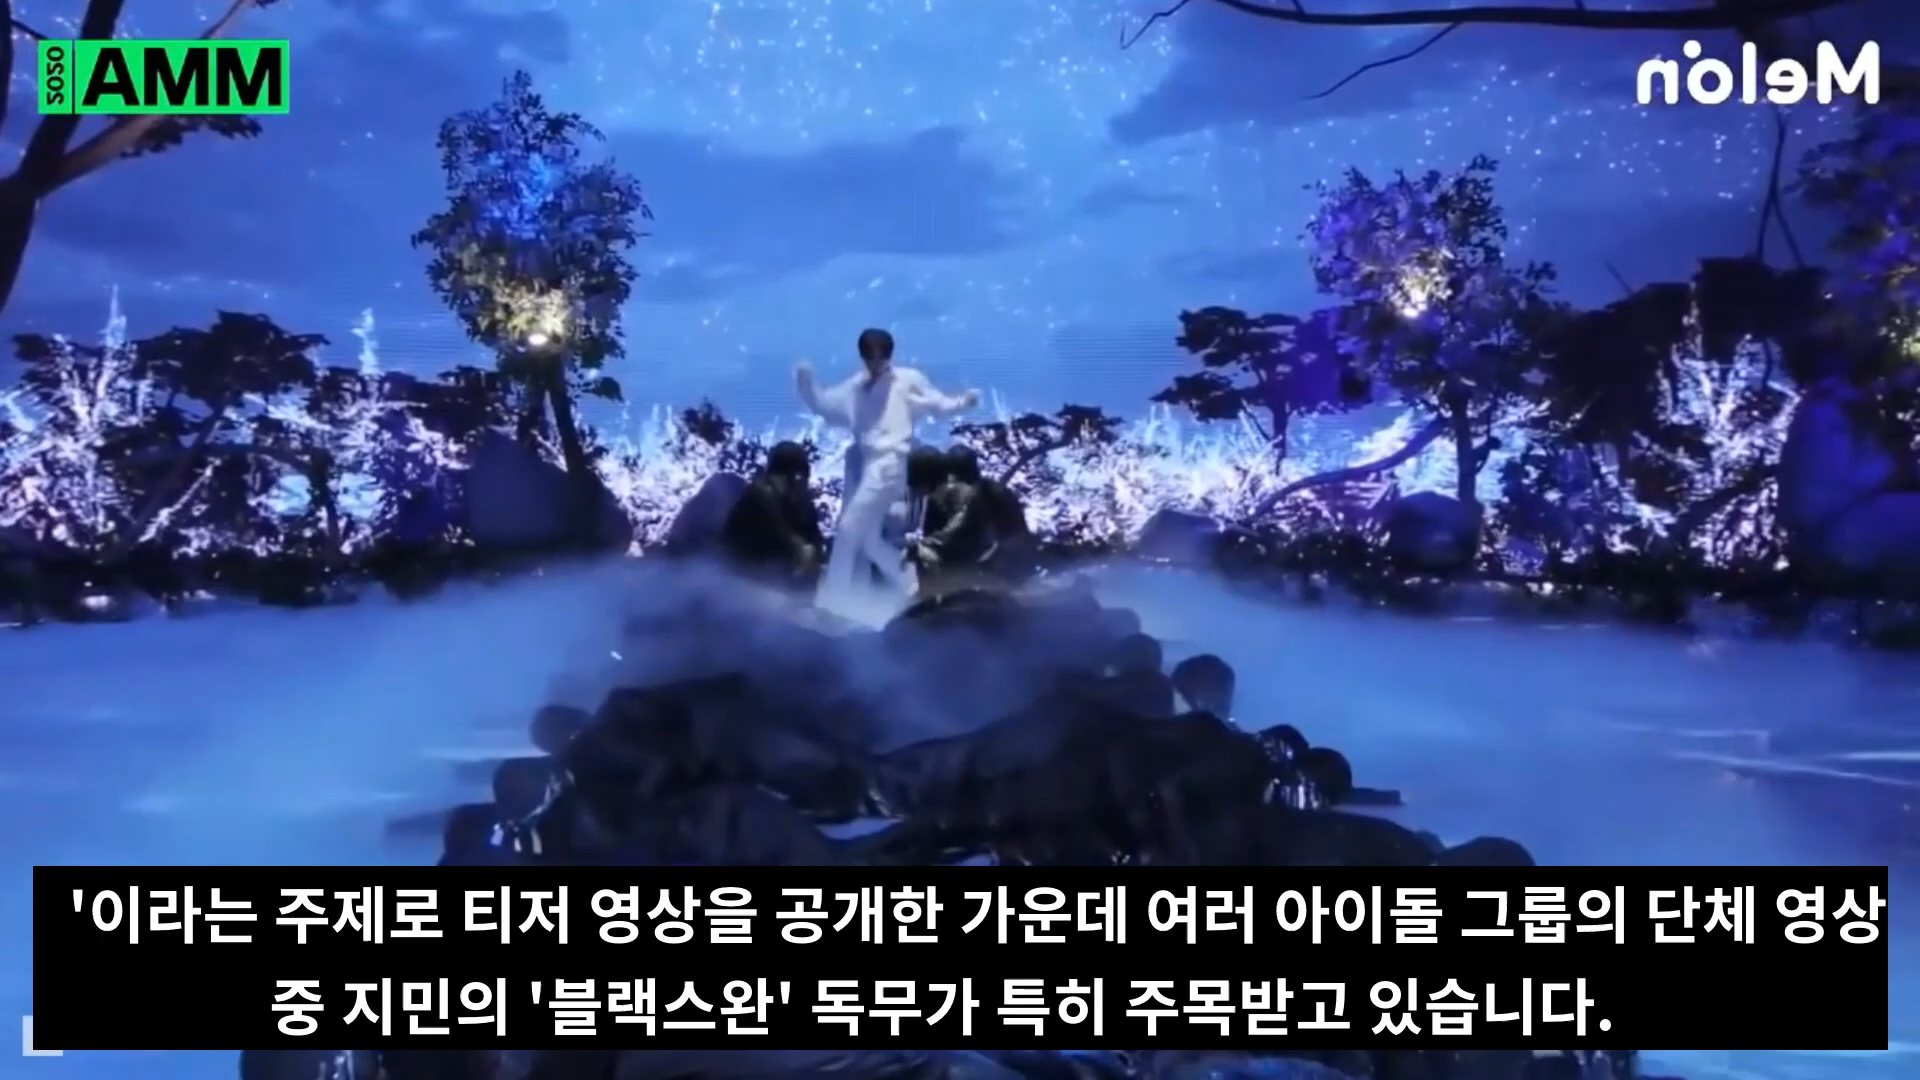 SOSO AMM
Melon
'이라는 주제로 티저 영상을 공개한 가운데 여러 아이돌 그룹의 단체 영상
중 지민의 '블랙스완' 독무가 특히 주목받고 있습니다.